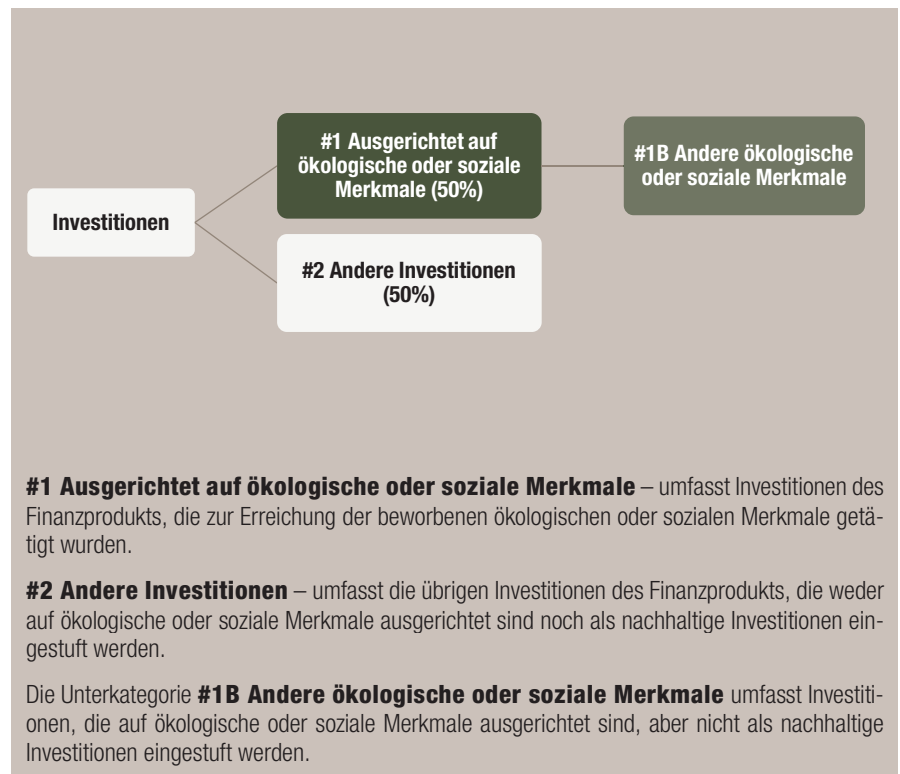 #1 Ausgerichtet auf
ökologische oder soziale
Merkmale (50%)
#1B Andere ökologische
oder soziale Merkmale
Investitionen
#2 Andere Investitionen
(50%)
#1 Ausgerichtet auf ökologische oder soziale Merkmale – umfasst Investitionen des
Finanzprodukts, die zur Erreichung der beworbenen ökologischen oder sozialen Merkmale getä-
tigt wurden.
#2 Andere Investitionen – umfasst die übrigen Investitionen des Finanzprodukts, die weder
auf ökologische oder soziale Merkmale ausgerichtet sind noch als nachhaltige Investitionen ein-
gestuft werden.
Die Unterkategorie #1B Andere ökologische oder soziale Merkmale umfasst Investiti-
onen, die auf ökologische oder soziale Merkmale ausgerichtet sind, aber nicht als nachhaltige
Investitionen eingestuft werden.